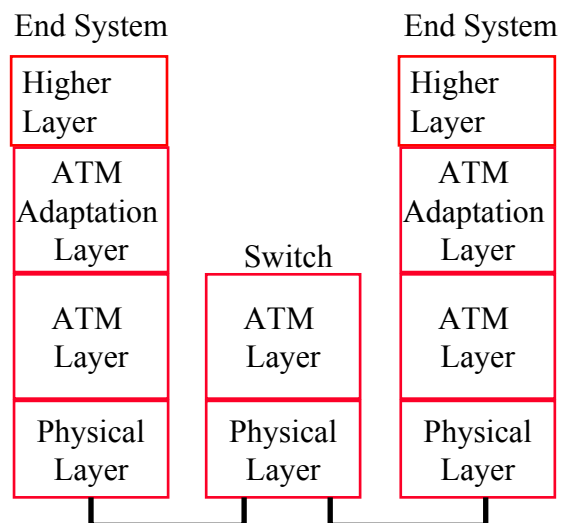 End System
Higher
Layer
ATM
Adaptation
Layer
ATM
Layer
Physical
Layer
Switch
ATM
Layer
Physical
Layer
End System
Higher
Layer
ATM
Adaptation
Layer
ATM
Layer
Physical
Layer